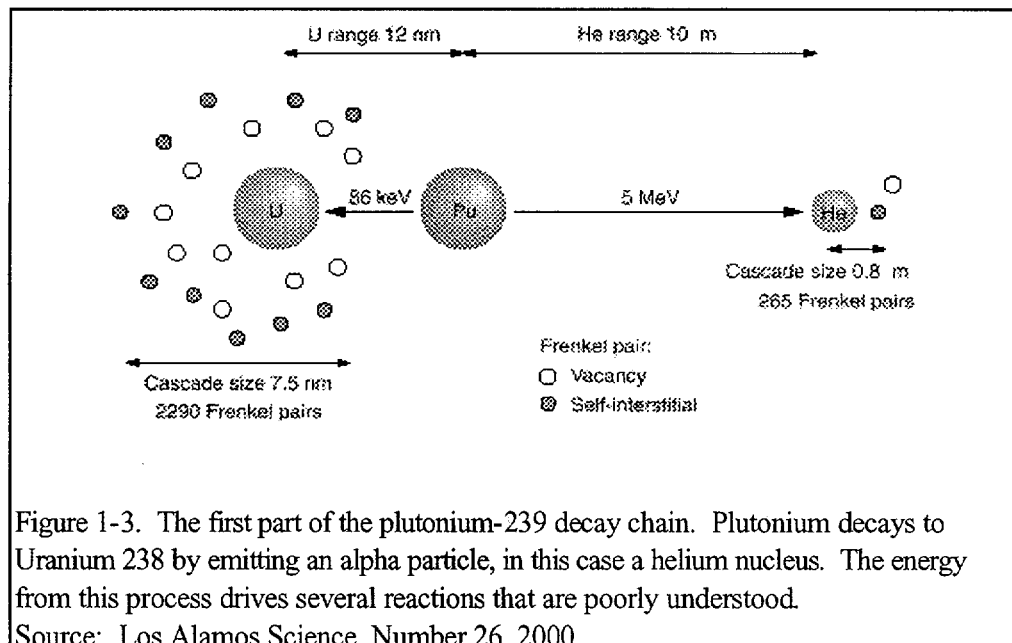 U range 12 nm
He range 10 m
U
86 keV
Pu
5 MeV
He
Cascade size 0.8 m
265 Frenkel pairs
Frenkel pair:
Vacancy
Self-interstitial
Cascade size 7.5 nm
2290 Frenkel pairs
Figure 1-3. The first part of the plutonium-239 decay chain. Plutonium decays to
Uranium 238 by emitting an alpha particle, in this case a helium nucleus. The energy
from this process drives several reactions that are poorly understood.
Source: Los Alamos Science, Number 26, 2000